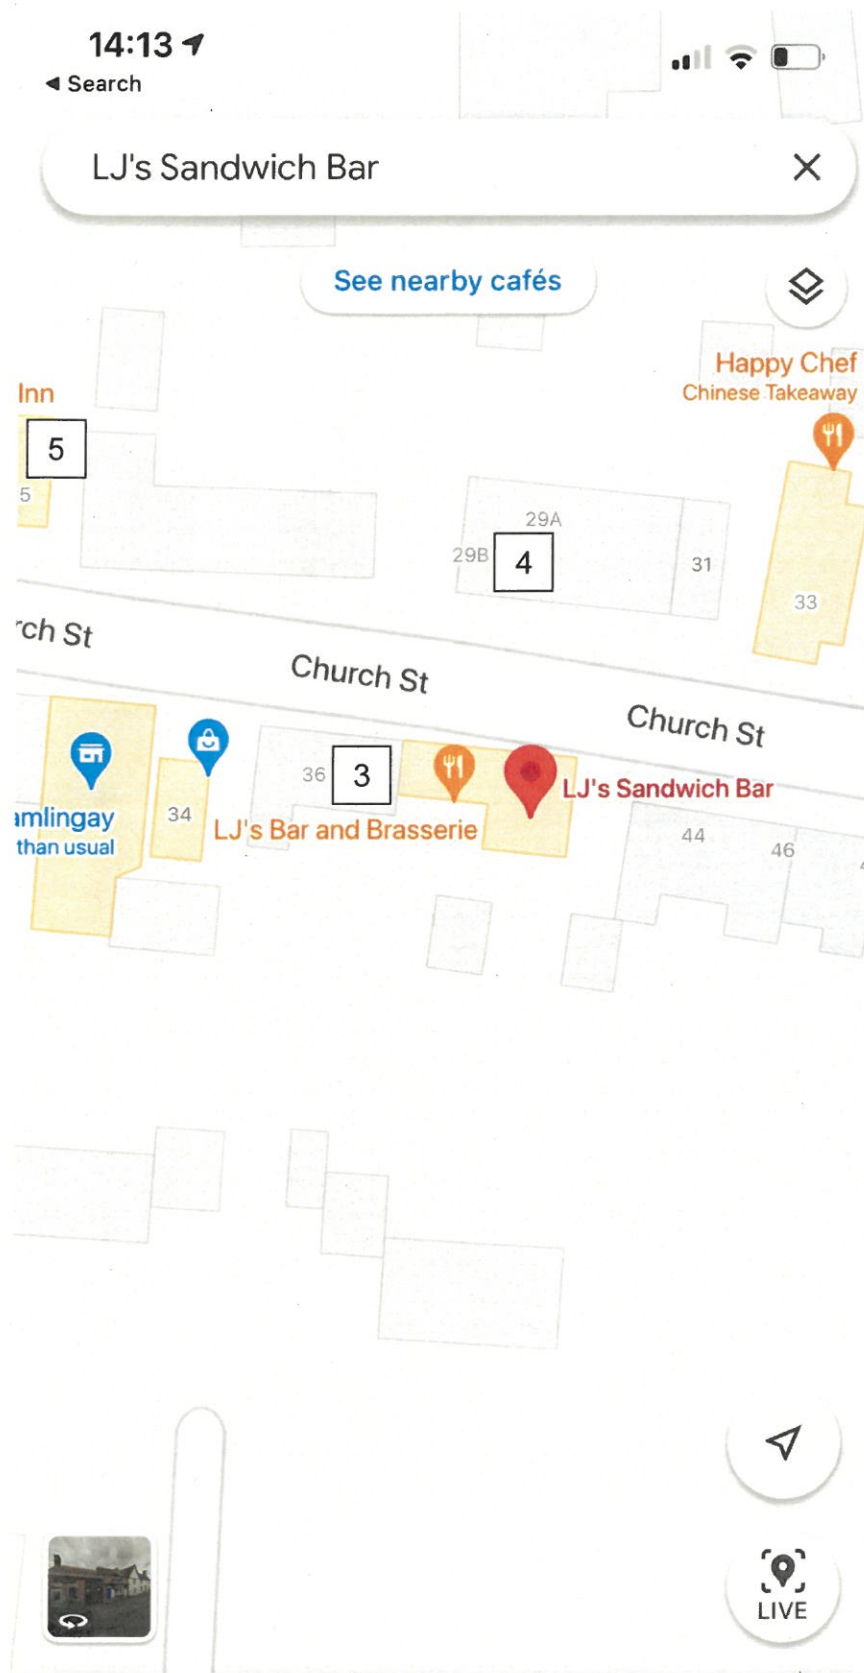 14:13
Search
LJ's Sandwich Bar
See nearby cafés
Happy Chef
Chinese Takeaway
Inn
5
5
29A
29B
4
31
33
rch St
Church St
Church St
36
3
LJ's Sandwich Bar
amlingay
than usual
34
LJ's Bar and Brasserie
44
46
LIVE